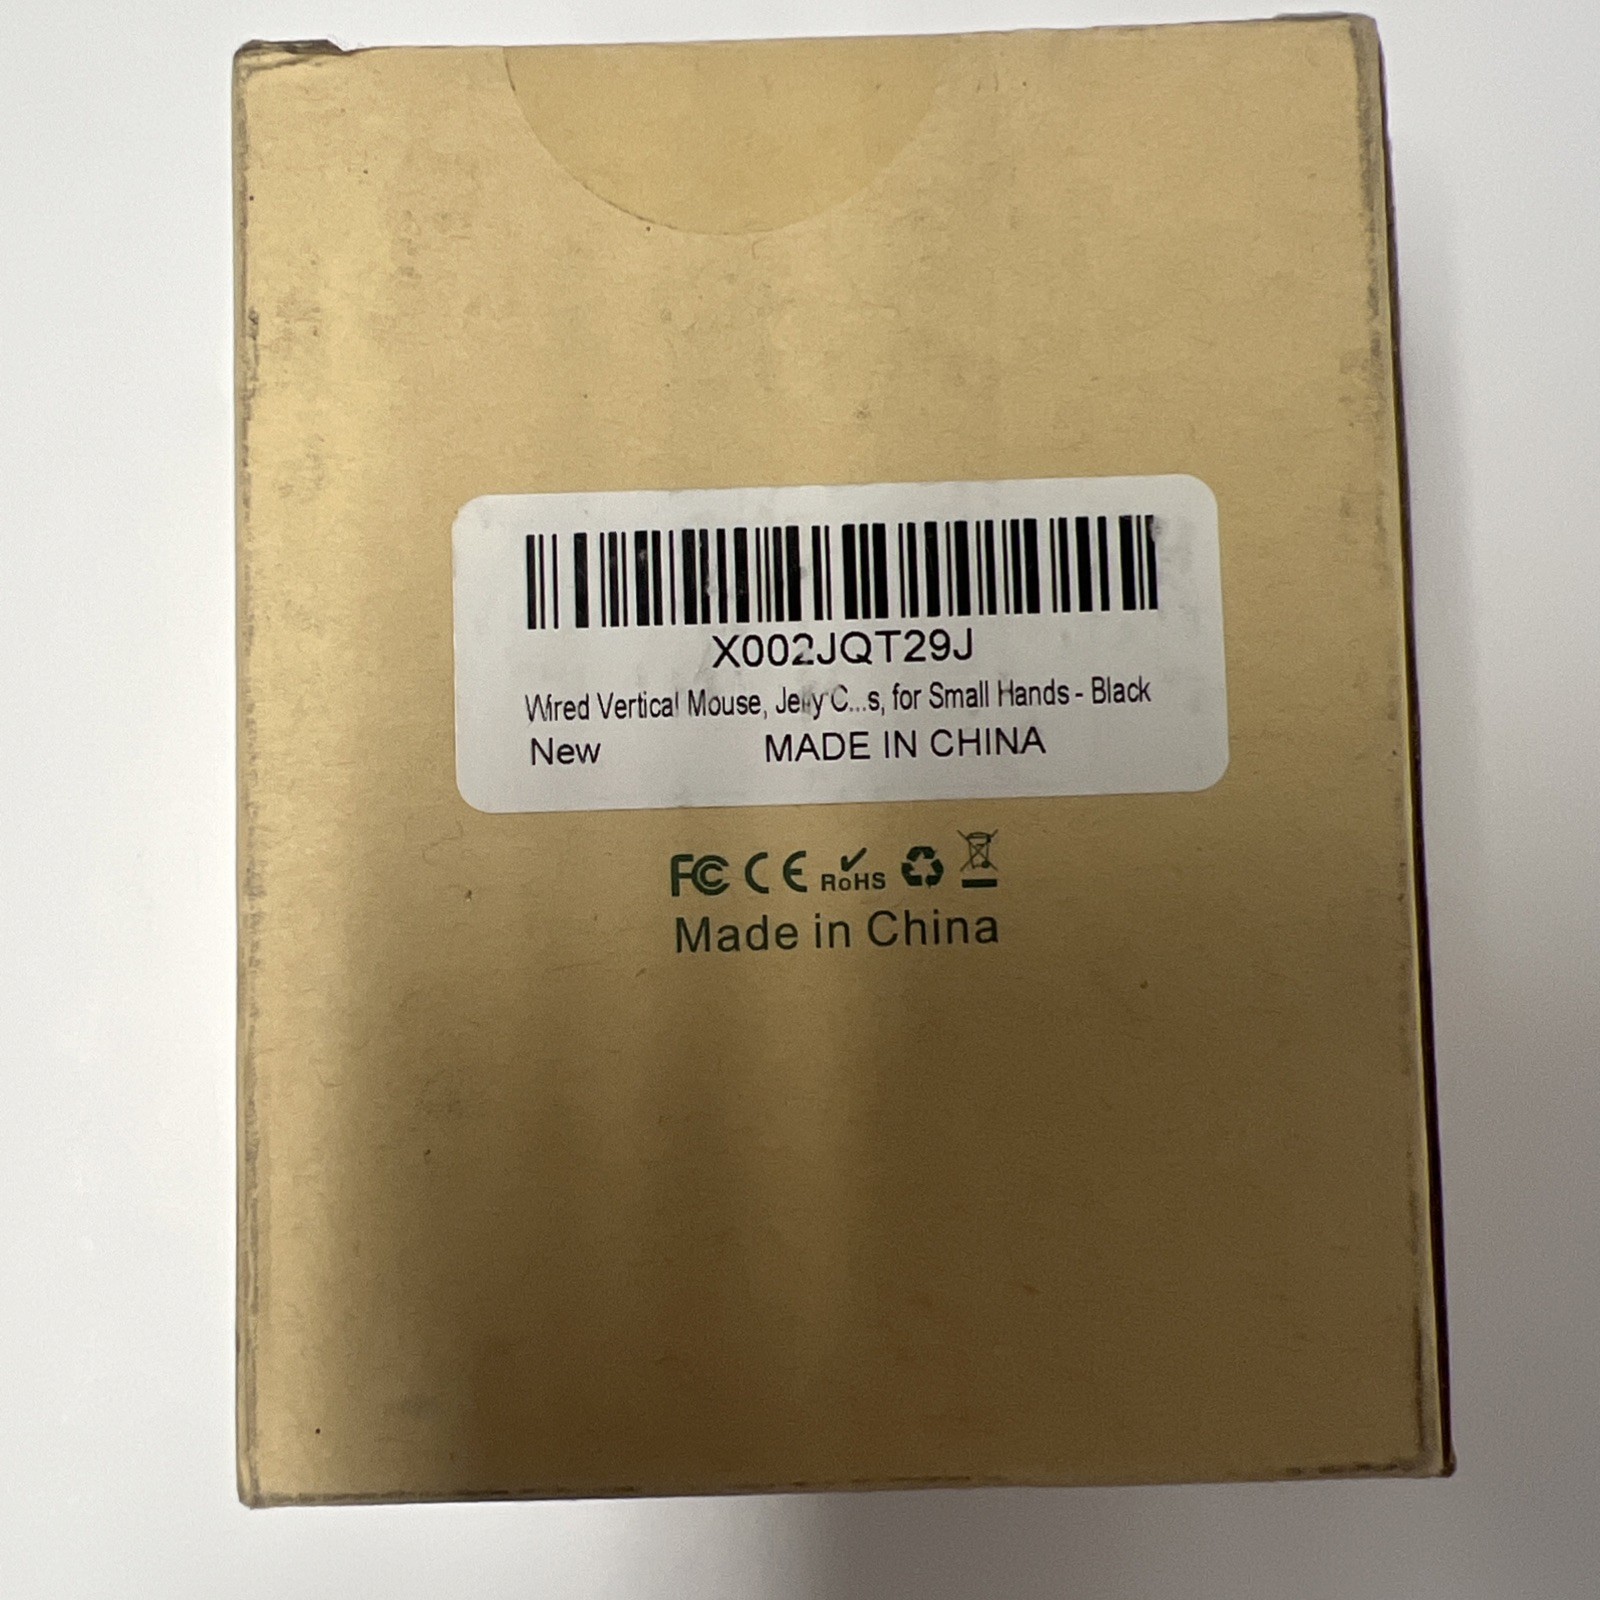 X002JQT29J
Wired Vertical Mouse, Jelly C...s, for Small Hands - Black
New MADE IN CHINA
FC CE RoHS
Made in China